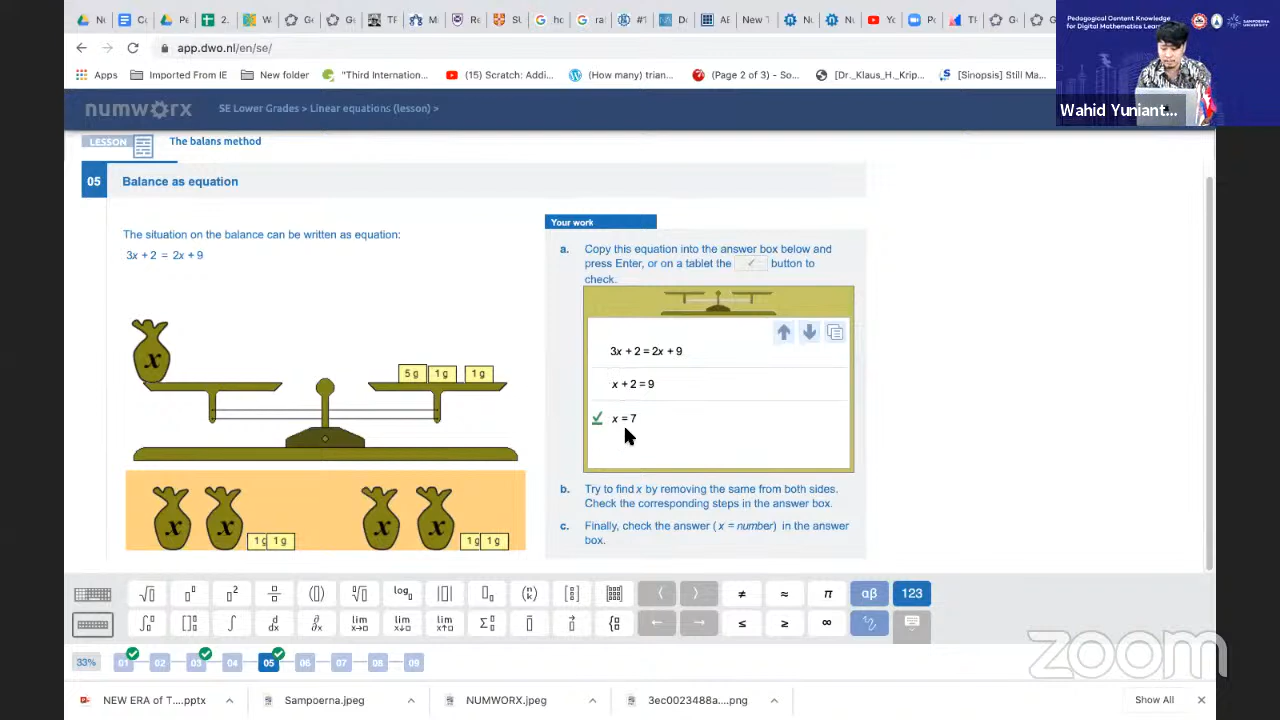 app.dwo.nl/en/se/
Apps
Imported From IE
New folder
"Third Internation...
(15) Scratch: Addi...
(How many) trian...
(Page 2 of 3) - So...
[Dr._Klaus_H._Krip...
[Sinopsis] Still Ma...
Pedagogical Content Knowledge
for Digital Mathematics Lear
Wahid Yuniant...
numworx
SE Lower Grades > Linear equations (lesson) >
LESSON
The balans method
05
Balance as equation
The situation on the balance can be written as equation:
3x + 2 = 2x + 9
x
5 g
1 g
1 g
x
x
1 g
1 g
x
x
1 g
1 g
Your work
a. Copy this equation into the answer box below and
press Enter, or on a tablet the ✓ button to
check.
3x + 2 = 2x + 9
x + 2 = 9
x = 7
b. Try to find x by removing the same from both sides.
Check the corresponding steps in the answer box.
c. Finally, check the answer (x = number) in the answer
box.
≠ ≈ π αβ 123
≤ ≥ ∞
33% 01 02 03 04 05 06 07 08 09
zoom
NEW ERA of T....pptx
Sampoerna.jpeg
NUMWORX.jpeg
3ec0023488a....png
Show All